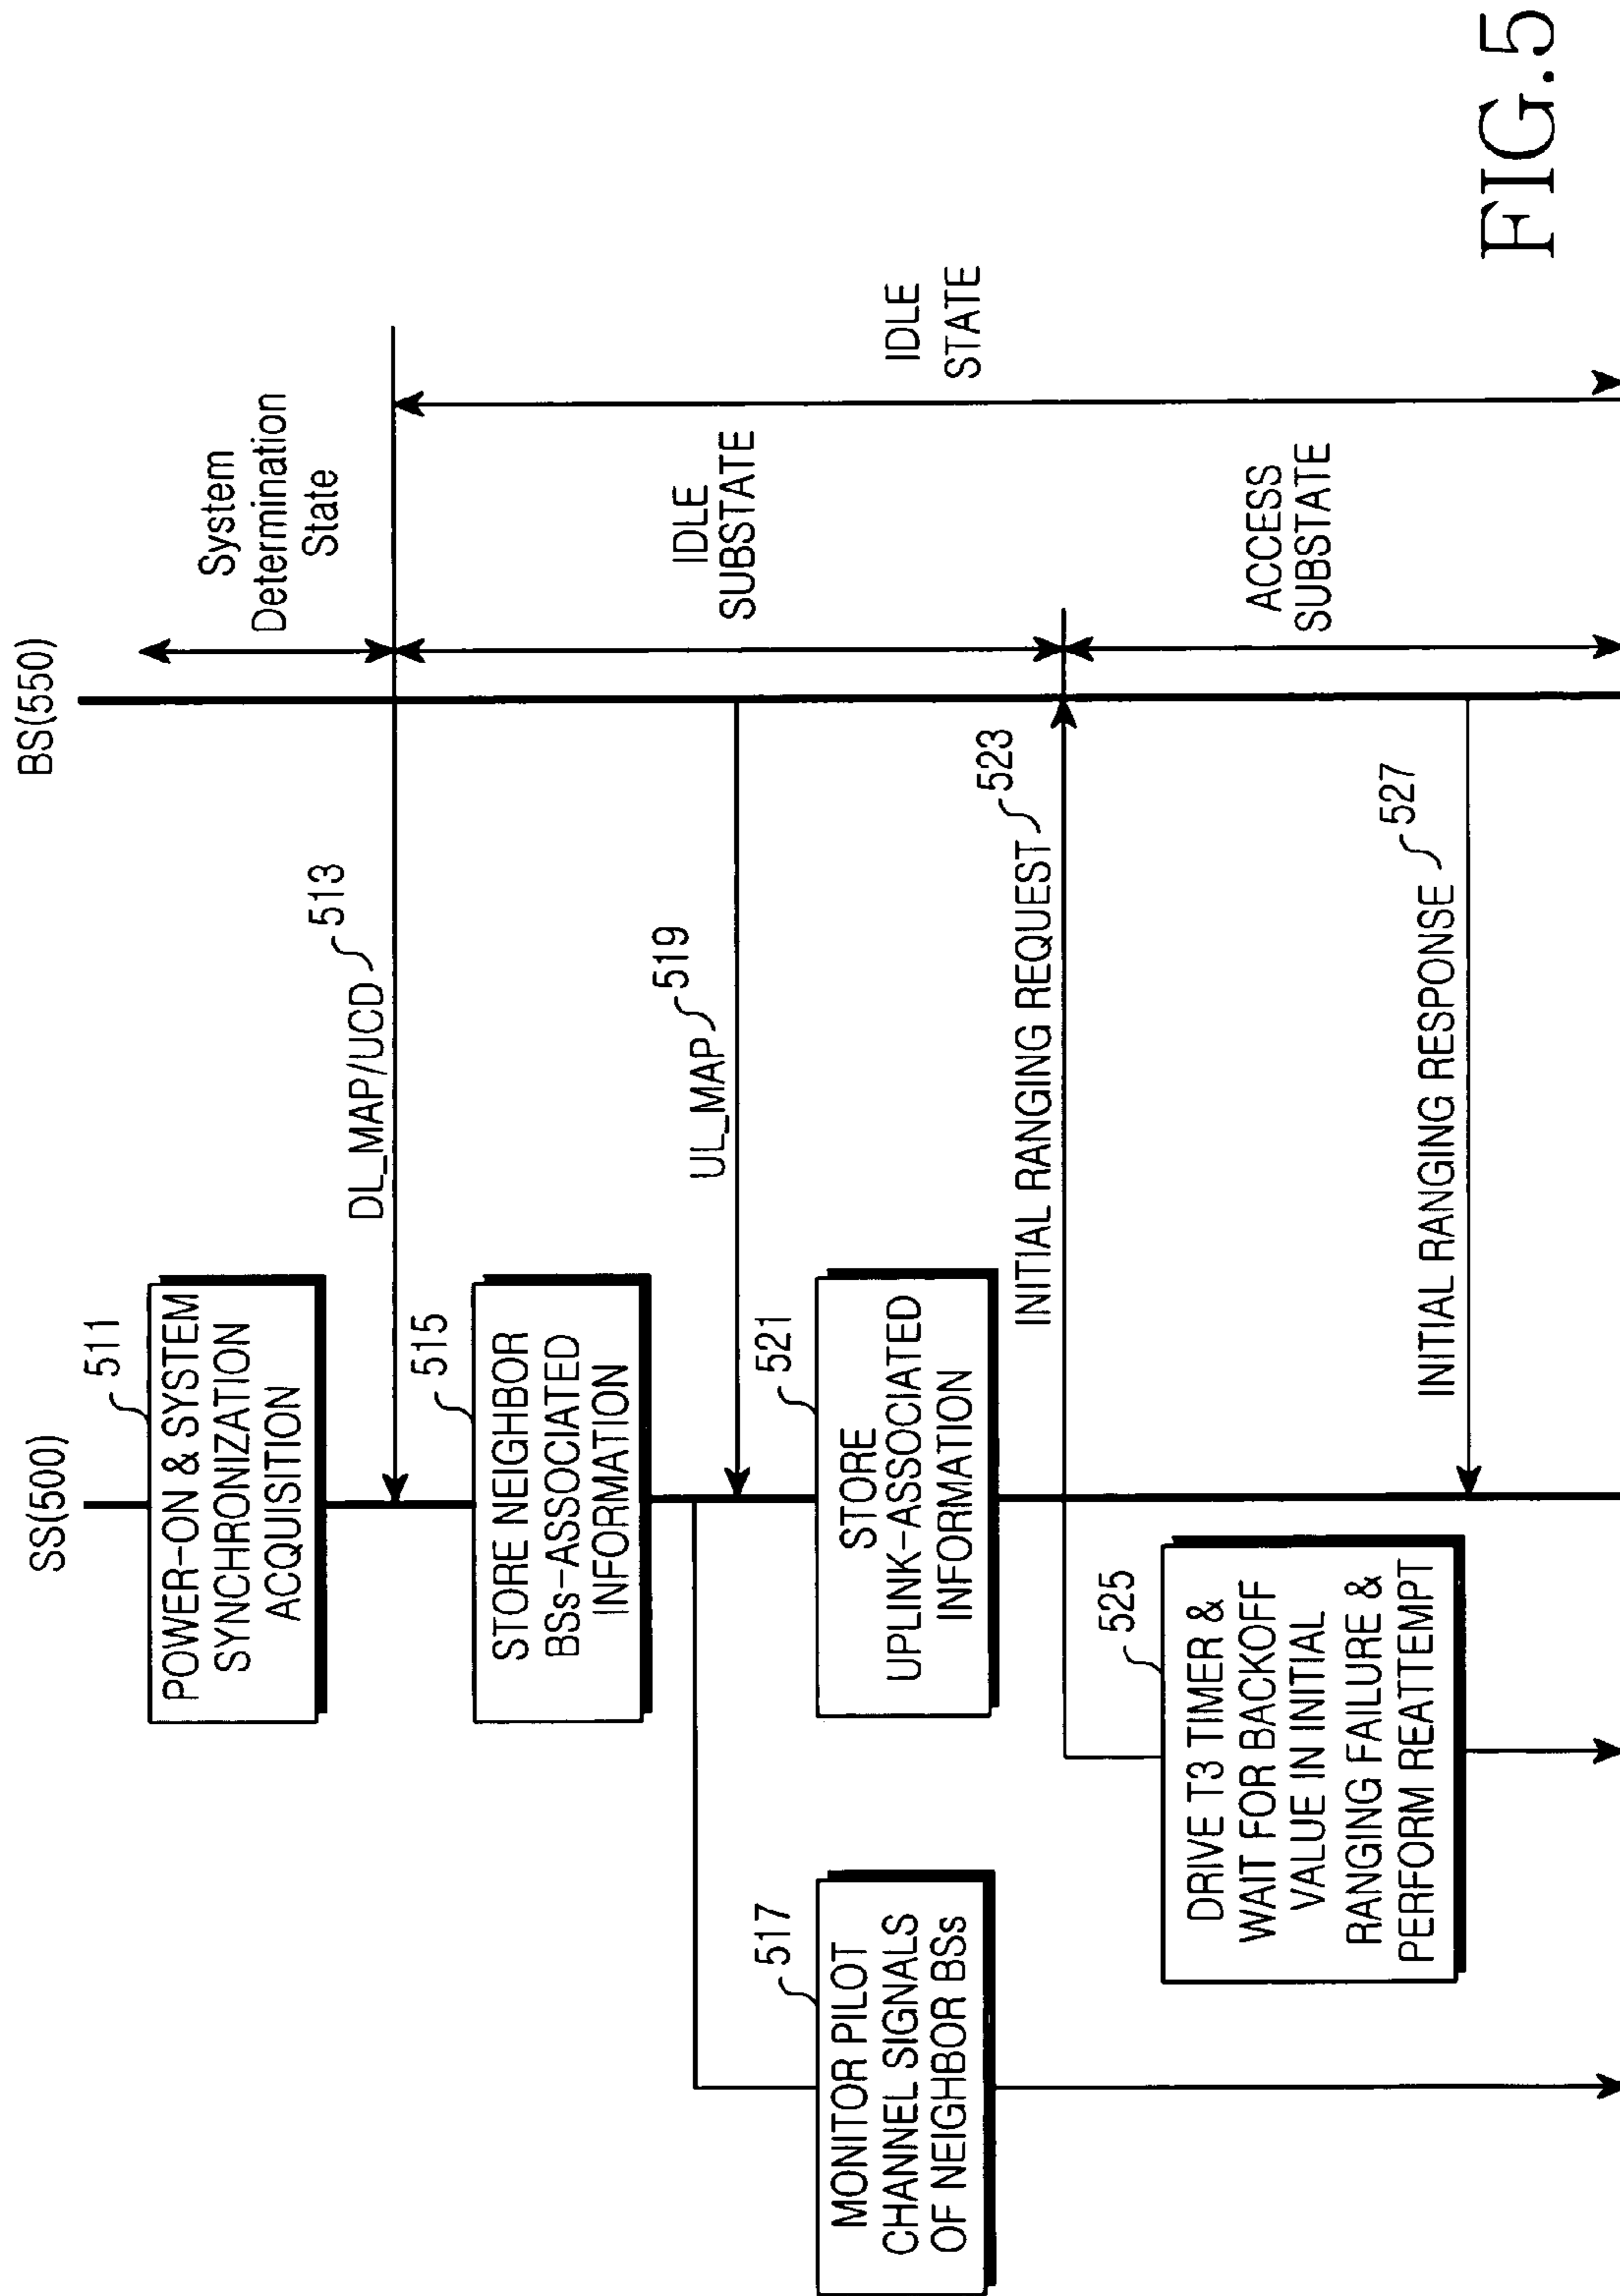 SS(500)
BS(550)
POWER-ON & SYSTEM
SYNCHRONIZATION
ACQUISITION
511
System
Determination
State
DL_MAP/UCD
513
STORE NEIGHBOR
BSs-ASSOCIATED
INFORMATION
515
MONITOR PILOT
CHANNEL SIGNALS
OF NEIGHBOR BSs
517
UL_MAP
519
IDLE
SUBSTATE
IDLE
STATE
STORE
UPLINK-ASSOCIATED
INFORMATION
521
INITIAL RANGING REQUEST
523
DRIVE T3 TIMER &
WAIT FOR BACKOFF
VALUE IN INITIAL
RANGING FAILURE &
PERFORM REATTEMPT
525
ACCESS
SUBSTATE
INITIAL RANGING RESPONSE
527
FIG.5